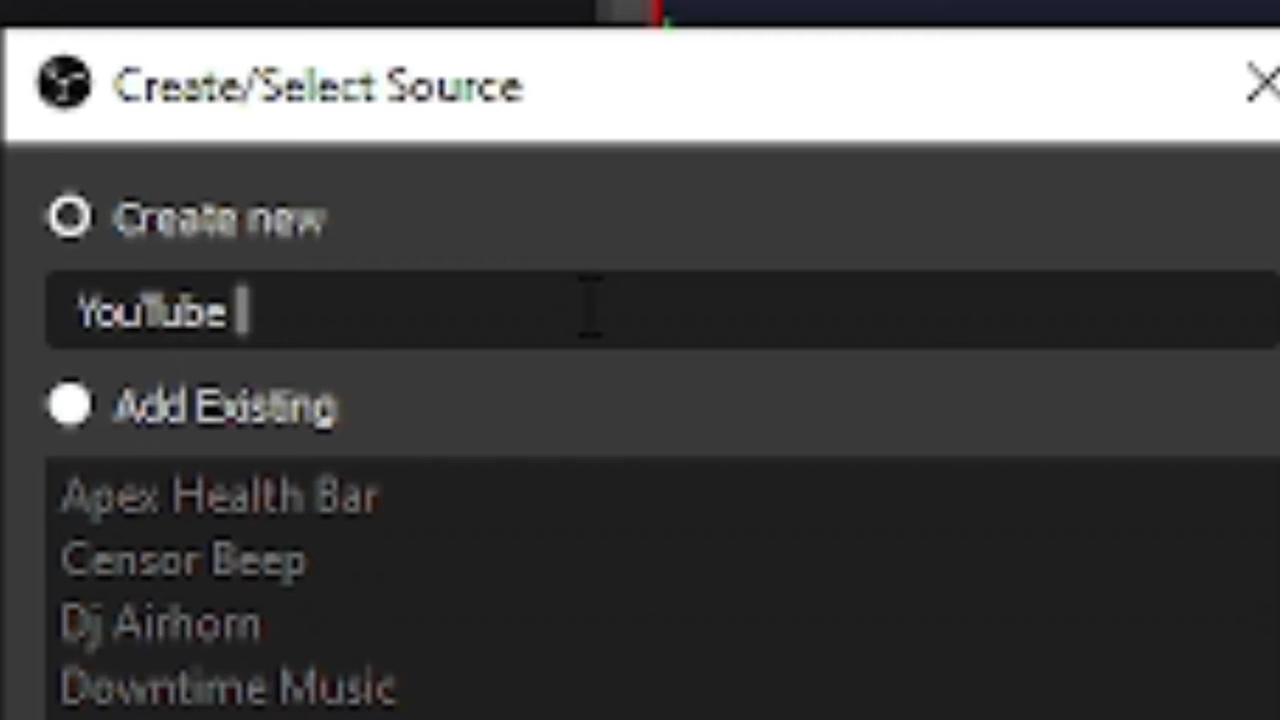 Create/Select Source
Create new
YouTube
Add Existing
Apex Health Bar
Censor Beep
Dj Airhorn
Downtime Music